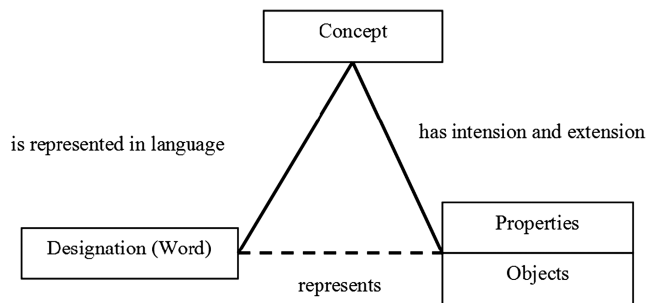 Concept
is represented in language
has intension and extension
Designation (Word)
Properties
Objects
represents